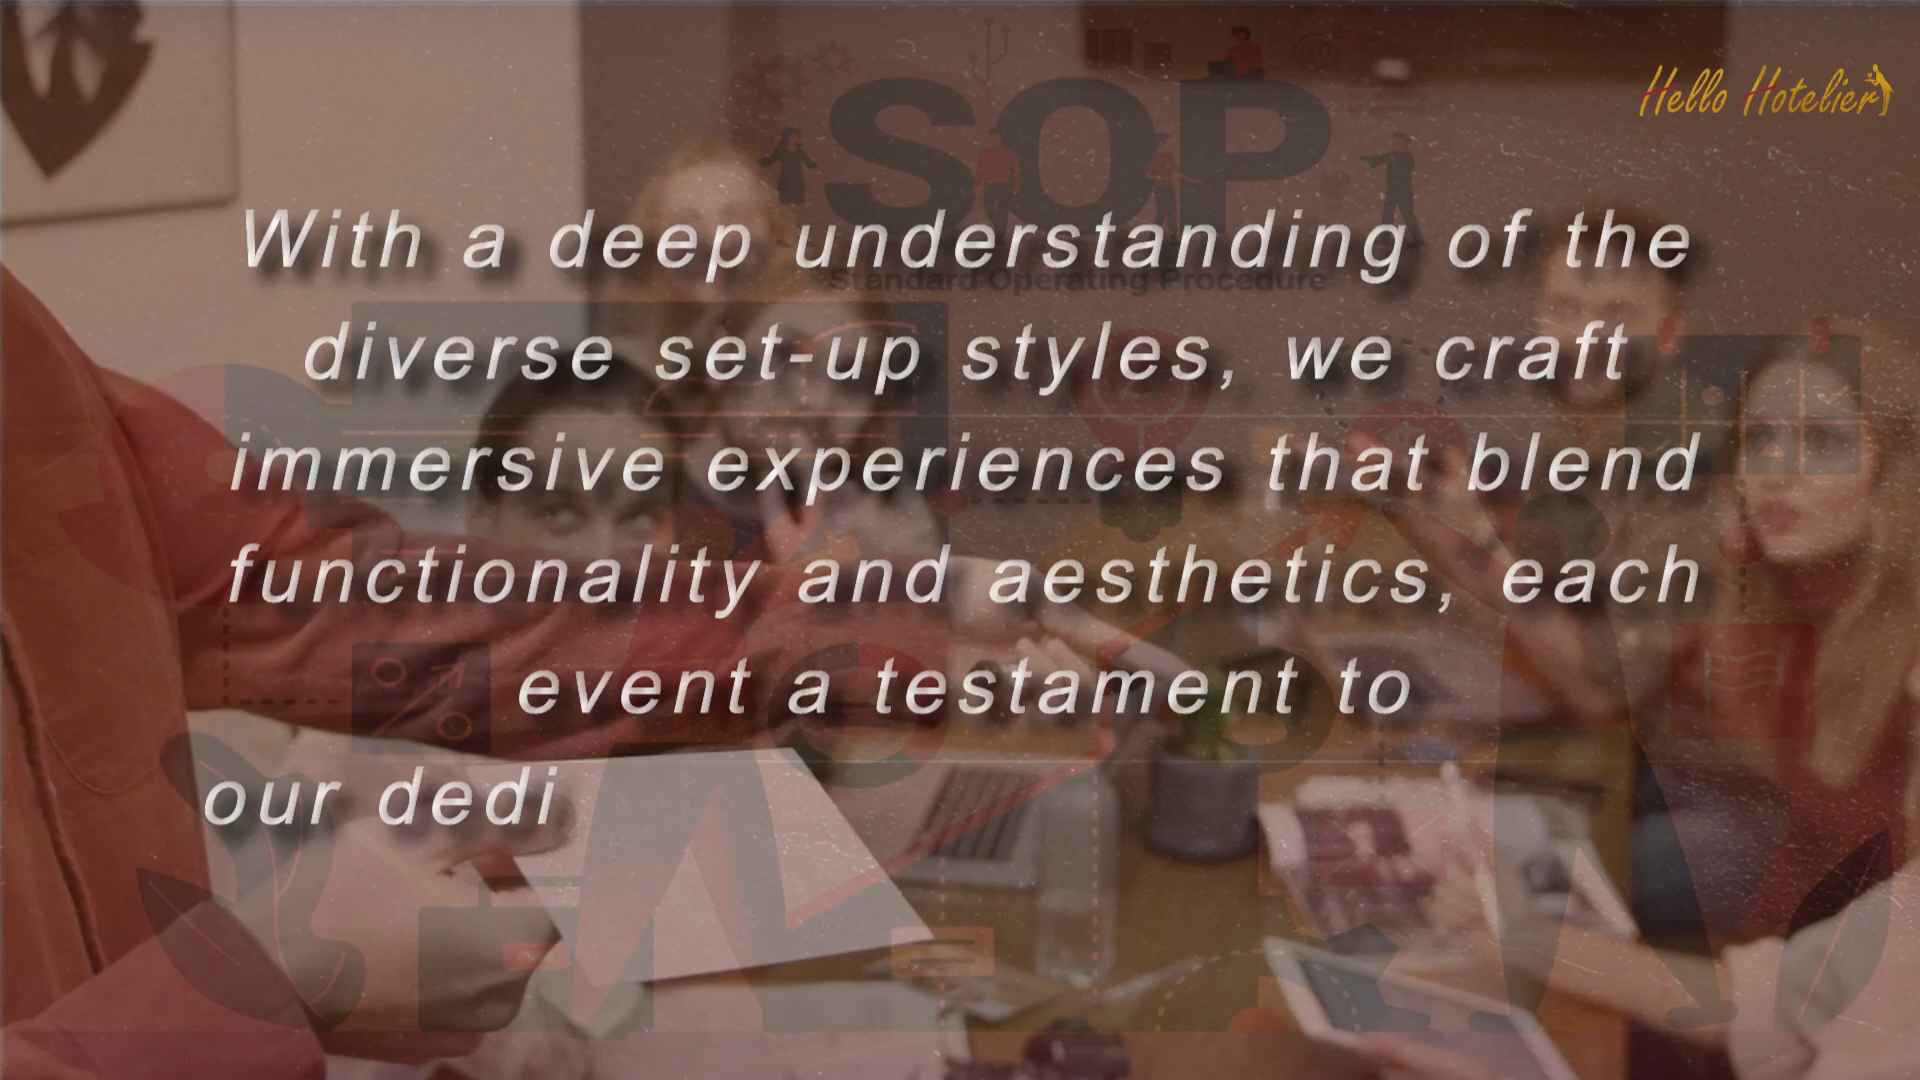 SOP
Hello Hotelier
Standard Operating Procedure
With a deep understanding of the
diverse set-up styles, we craft
immersive experiences that blend
functionality and aesthetics, each
event a testament to
our dedi